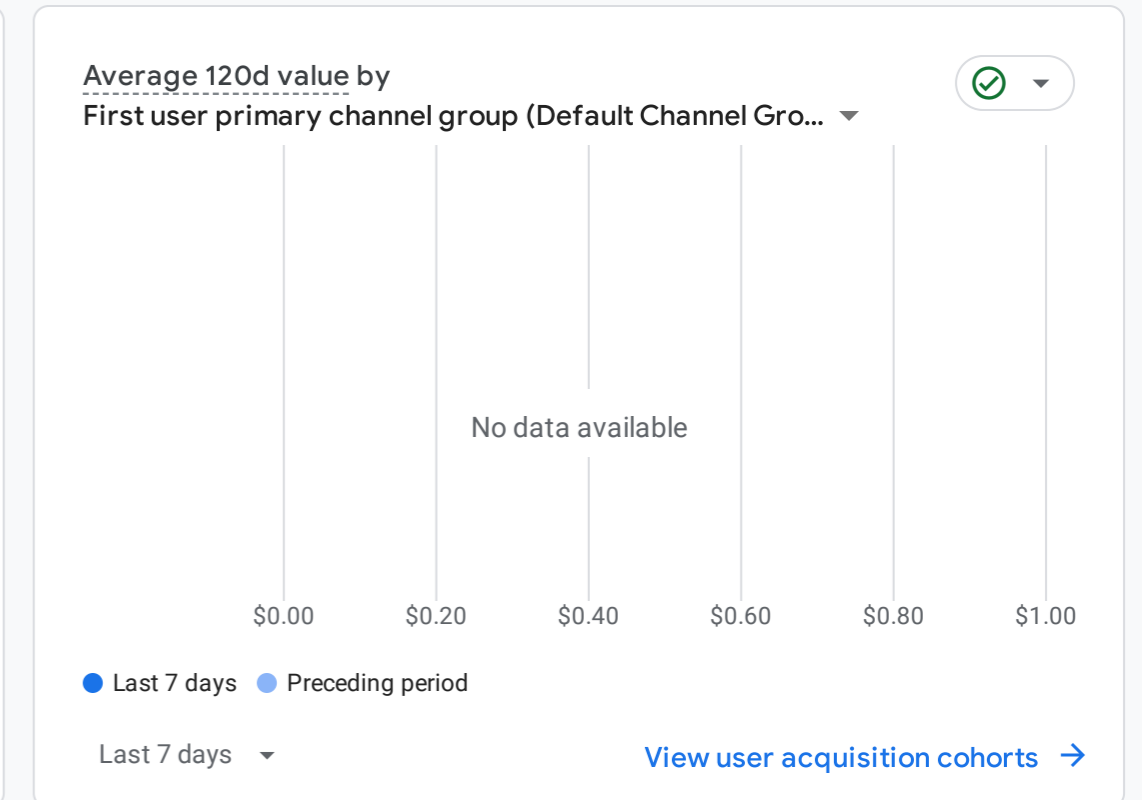 Average 120d value by
First user primary channel group (Default Channel Gro...
No data available
$0.00 $0.20 $0.40 $0.60 $0.80 $1.00
Last 7 days Preceding period
Last 7 days View user acquisition cohorts